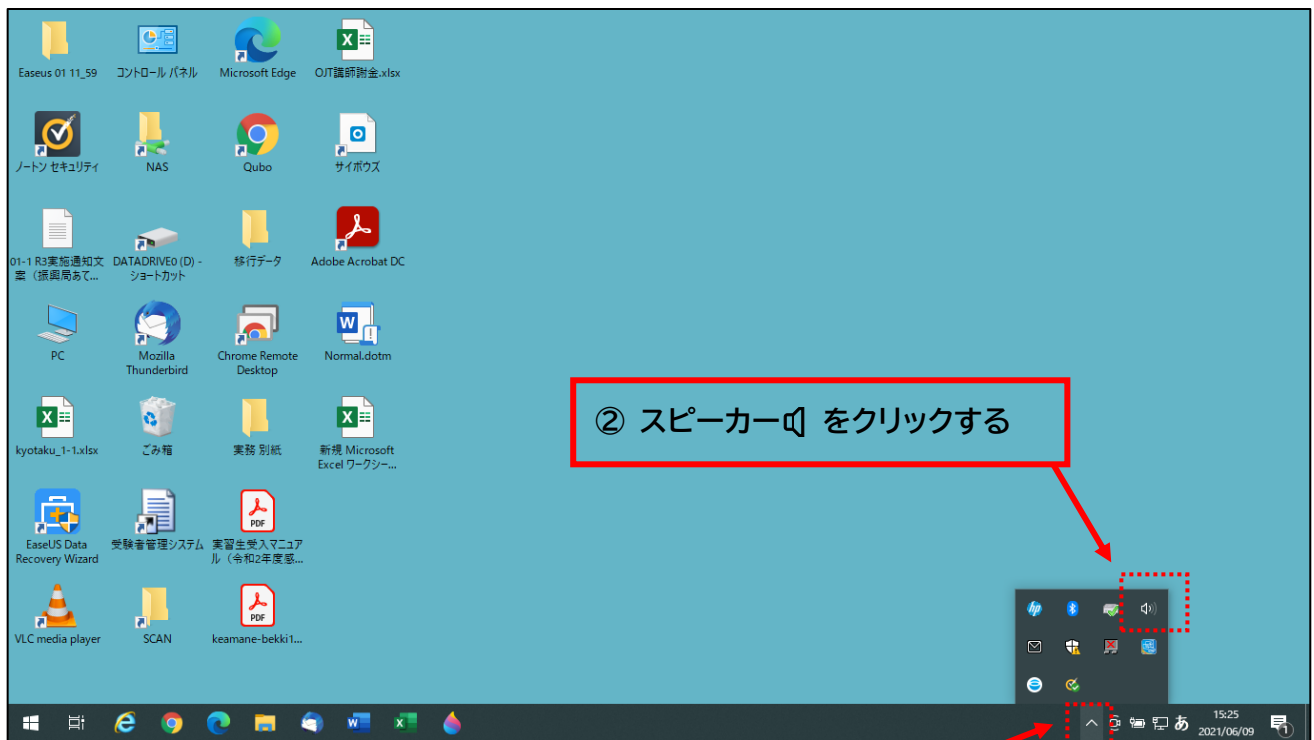 Easeus 01 11_59
コントロール パネル
Microsoft Edge
OJT講師謝金.xlsx
ノートン セキュリティ
NAS
Qubo
サイボウズ
01-1 R3実施通知文
案（振興局あて...
DATADRIVE0 (D) -
ショートカット
移行データ
Adobe Acrobat DC
PC
Mozilla
Thunderbird
Chrome Remote
Desktop
Normal.dotm
② スピーカー をクリックする
kyotaku_1-1.xlsx
ごみ箱
実務 別紙
新規 Microsoft
Excel ワークシー...
EaseUS Data
Recovery Wizard
受験者管理システム
PDF
実習生受入マニュア
ル（令和2年度感...
VLC media player
SCAN
PDF
keamane-bekki1...
hp
あ
15:25
2021/06/09
1